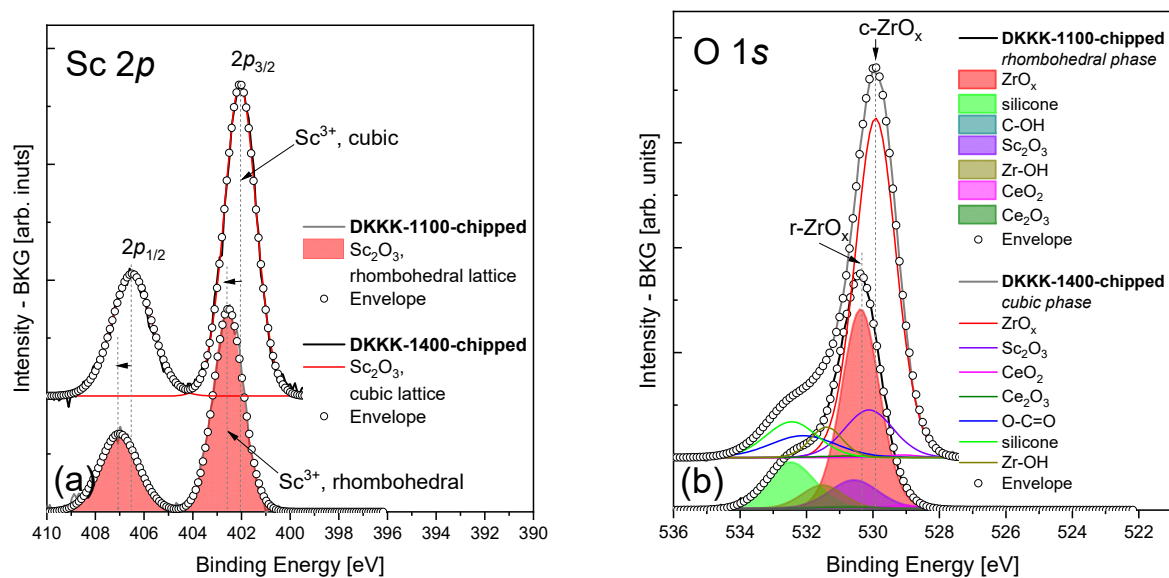 Sc 2p
2p3/2
2p1/2
Sc3+, cubic
DKKK-1100-chipped
Sc2O3,
rhombohedral lattice
Envelope
DKKK-1400-chipped
Sc2O3,
cubic lattice
Envelope
Sc3+, rhombohedral
(a)
Intensity - BKG [arb. inuts]
410 408 406 404 402 400 398 396 394 392 390
Binding Energy [eV]
O 1s
c-ZrOx
r-ZrOx
DKKK-1100-chipped
rhombohedral phase
ZrOx
silicone
C-OH
Sc2O3
Zr-OH
CeO2
Ce2O3
Envelope
DKKK-1400-chipped
cubic phase
ZrOx
Sc2O3
CeO2
Ce2O3
O-C=O
silicone
Zr-OH
Envelope
(b)
Intensity - BKG [arb. units]
536 534 532 530 528 526 524 522
Binding Energy [eV]